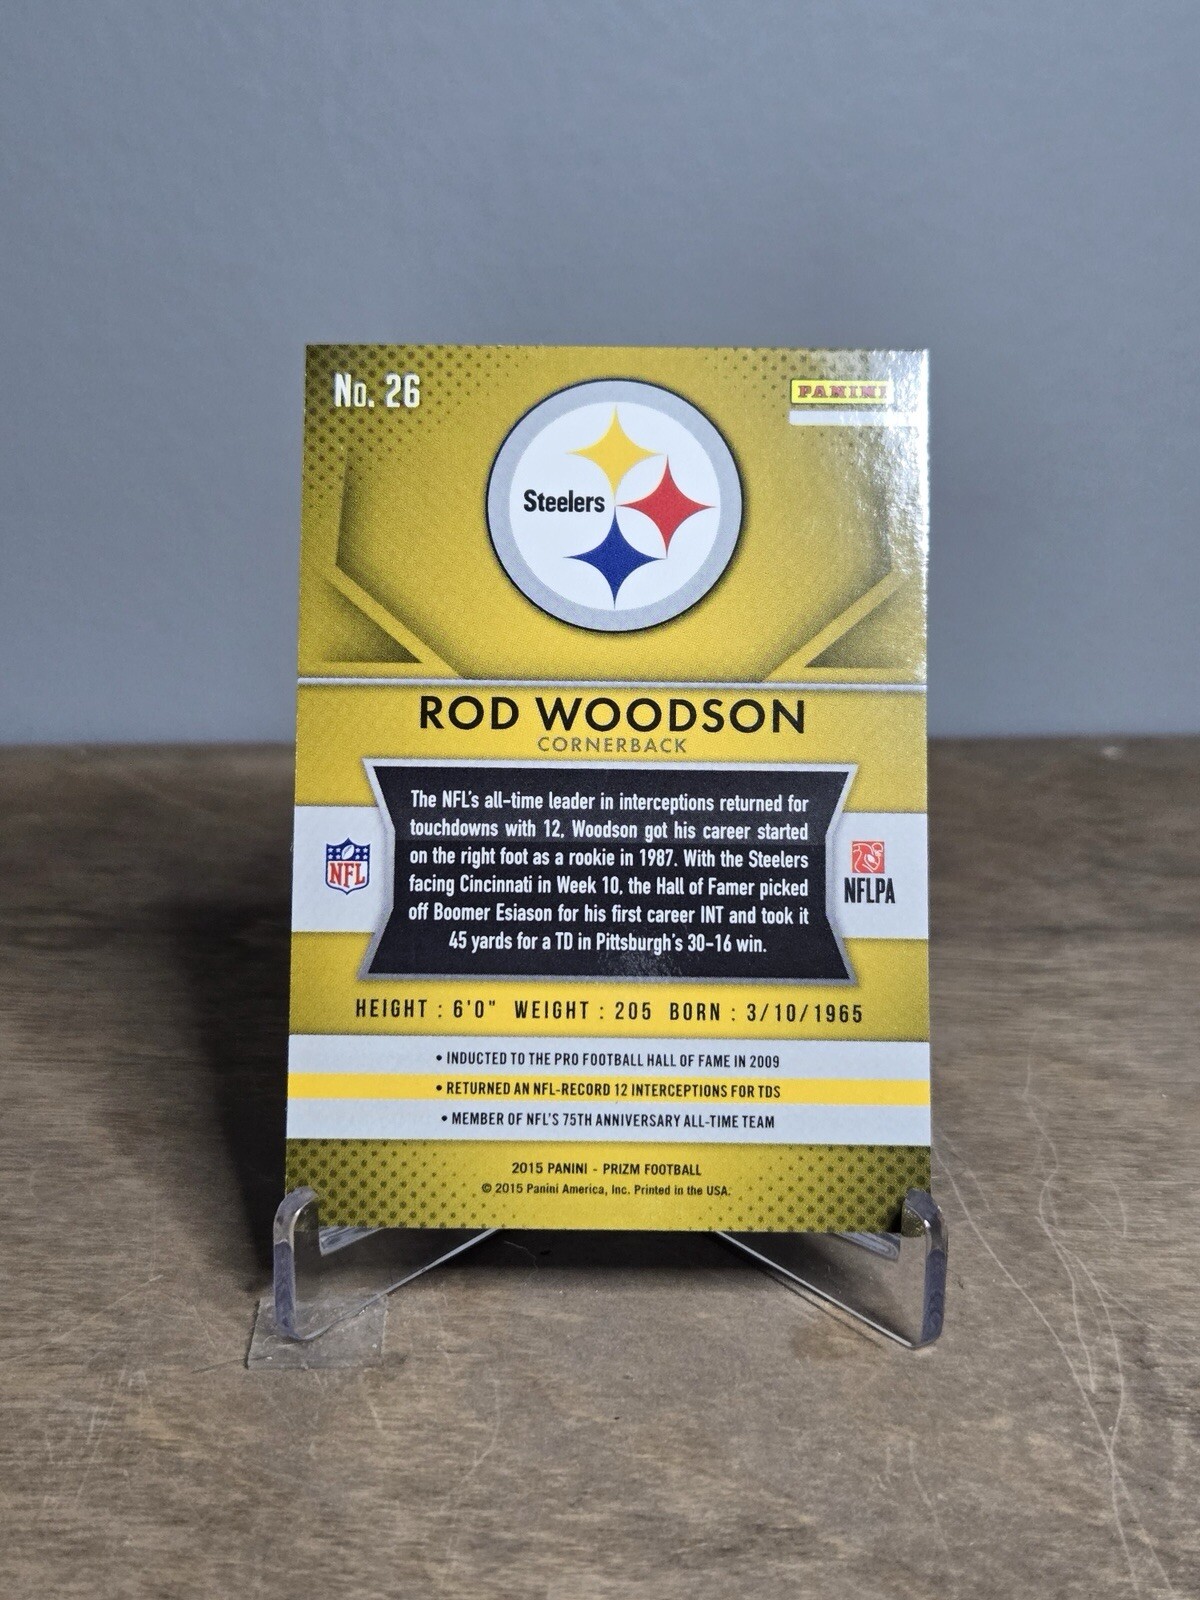 No. 26
PANINI
Steelers
ROD WOODSON
CORNERBACK
The NFL's all-time leader in interceptions returned for
touchdowns with 12, Woodson got his career started
on the right foot as a rookie in 1987. With the Steelers
facing Cincinnati in Week 10, the Hall of Famer picked
off Boomer Esiason for his first career INT and took it
45 yards for a TD in Pittsburgh's 30-16 win.
NFL
NFLPA
HEIGHT : 6'0" WEIGHT : 205 BORN : 3/10/1965
• INDUCTED TO THE PRO FOOTBALL HALL OF FAME IN 2009
• RETURNED AN NFL-RECORD 12 INTERCEPTIONS FOR TDS
• MEMBER OF NFL'S 75TH ANNIVERSARY ALL-TIME TEAM
2015 PANINI - PRIZM FOOTBALL
© 2015 Panini America, Inc. Printed in the USA.